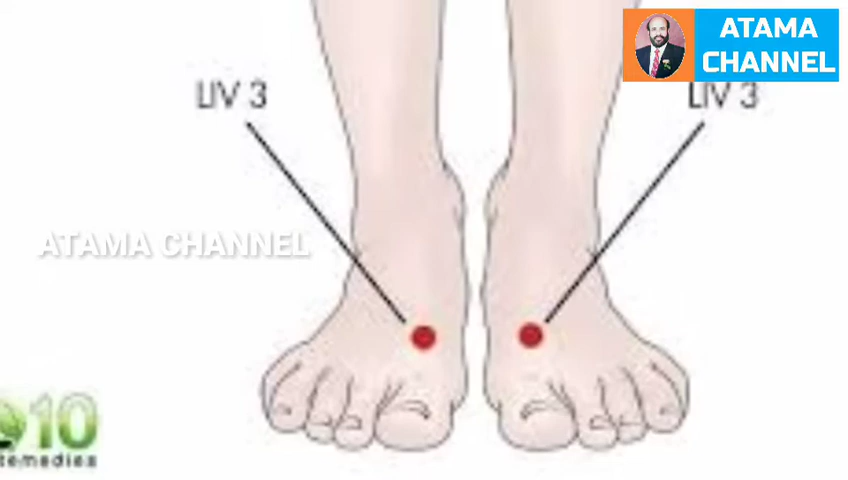 ATAMA
CHANNEL
LIV 3
LIV 3
ATAMA CHANNEL
10